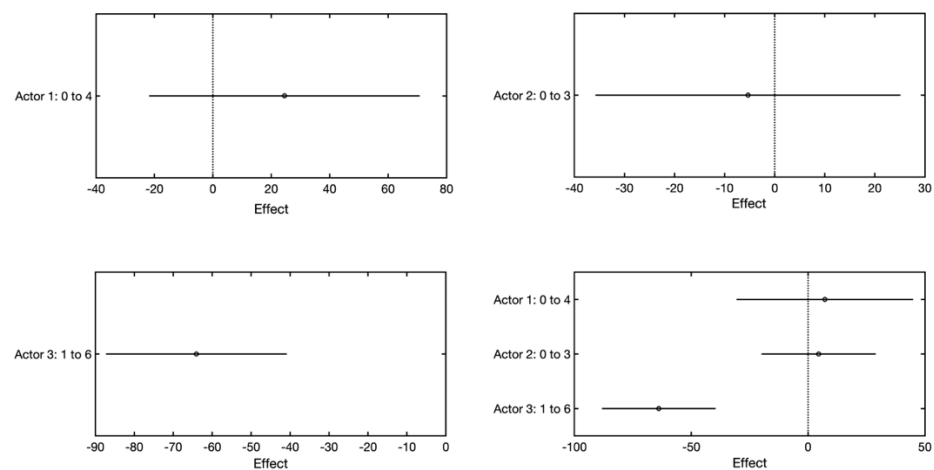 Actor 1: 0 to 4
-40 -20 0 20 40 60 80
Effect
Actor 2: 0 to 3
-40 -30 -20 -10 0 10 20 30
Effect
Actor 3: 1 to 6
-90 -80 -70 -60 -50 -40 -30 -20 -10 0
Effect
Actor 1: 0 to 4
Actor 2: 0 to 3
Actor 3: 1 to 6
-100 -50 0 50
Effect